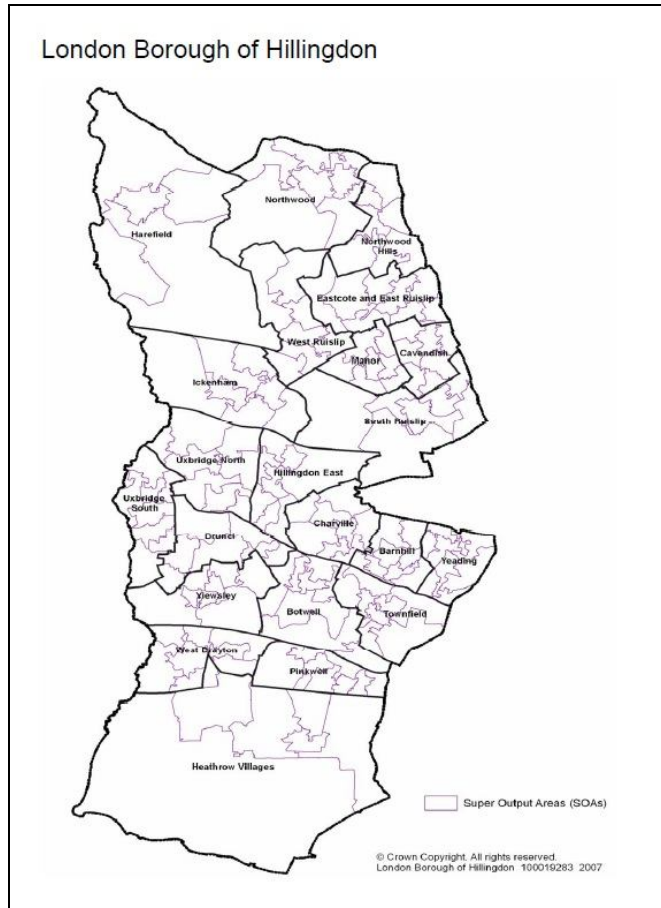 London Borough of Hillingdon
Northwood
Harefield
Northwood
Hills
Eastcote and East Ruislip
West Ruislip
Manor
Cavendish
Ickenham
South Ruislip
Uxbridge North
Hillingdon East
Uxbridge
South
Charville
Brunel
Barnhill
Yeading
Yiewsley
Botwell
Townfield
West Drayton
Pinkwell
Heathrow Villages
Super Output Areas (SOAs)
© Crown Copyright. All rights reserved.
London Borough of Hillingdon 100019283 2007